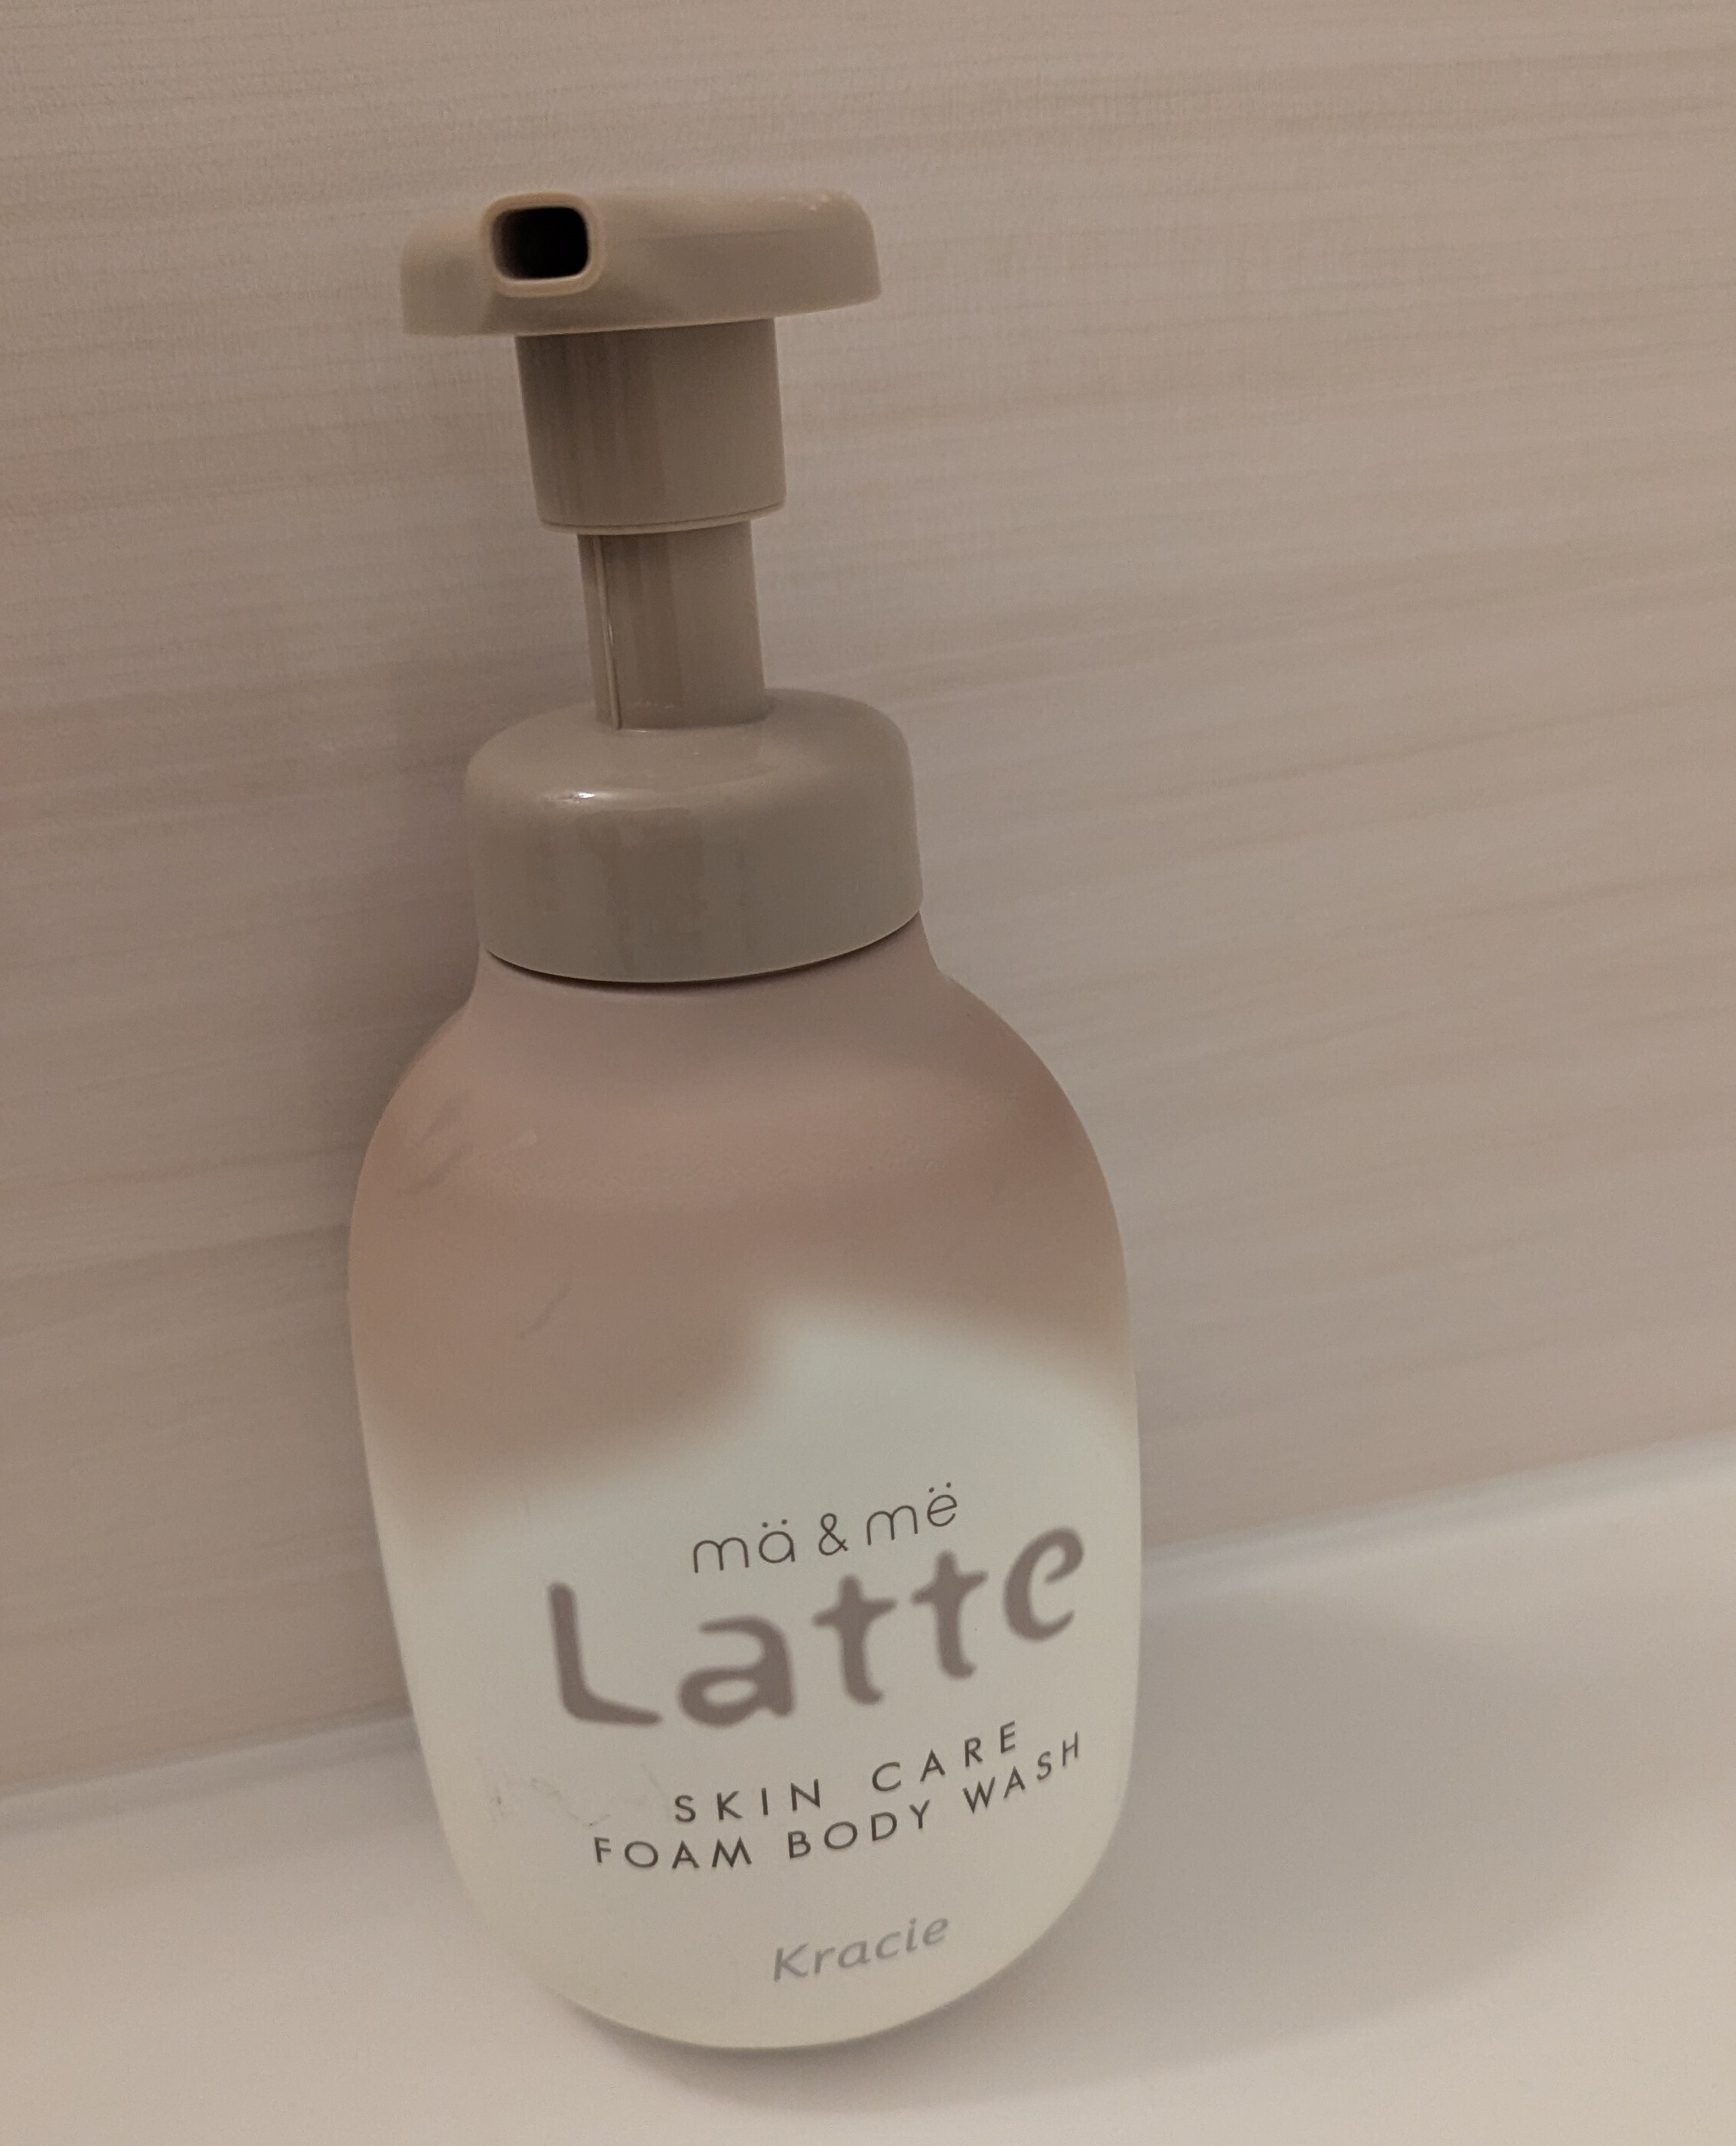 mä & më
Latte
SKIN CARE
FOAM BODY WASH
Kracie